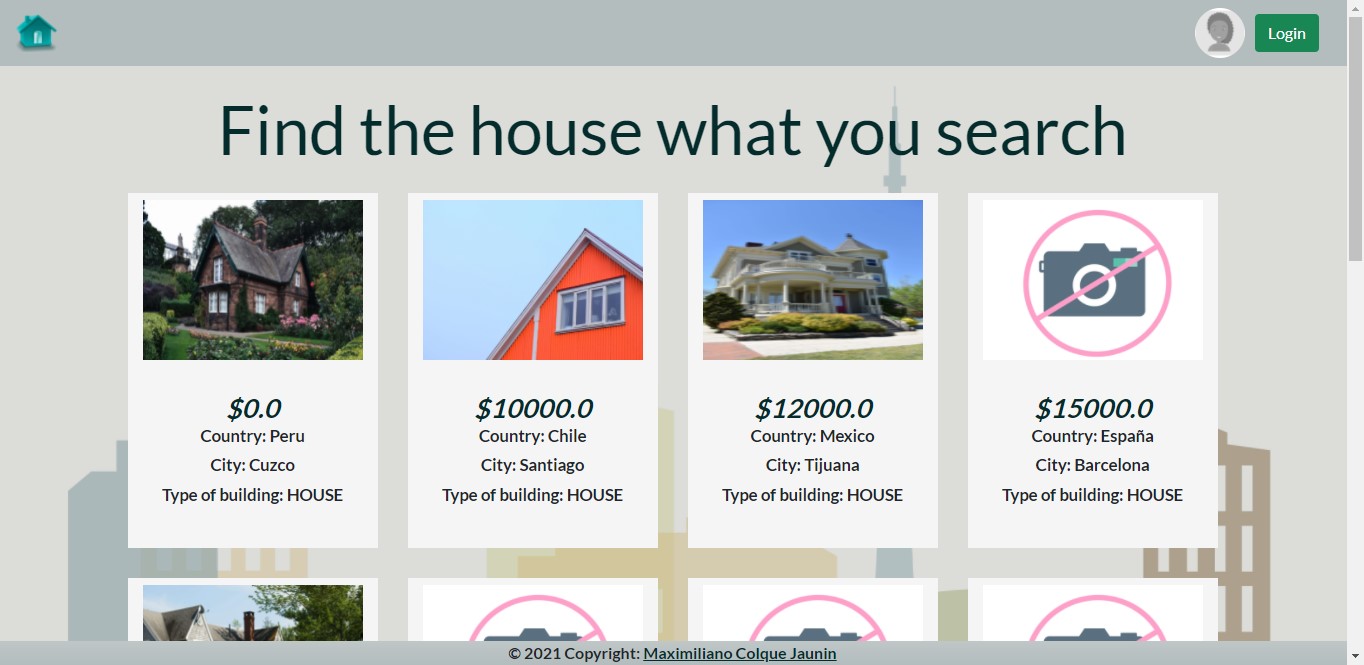 Login
Find the house what you search
$0.0
Country: Peru
City: Cuzco
Type of building: HOUSE
$10000.0
Country: Chile
City: Santiago
Type of building: HOUSE
$12000.0
Country: Mexico
City: Tijuana
Type of building: HOUSE
$15000.0
Country: España
City: Barcelona
Type of building: HOUSE
© 2021 Copyright: Maximiliano Colque Jaunin